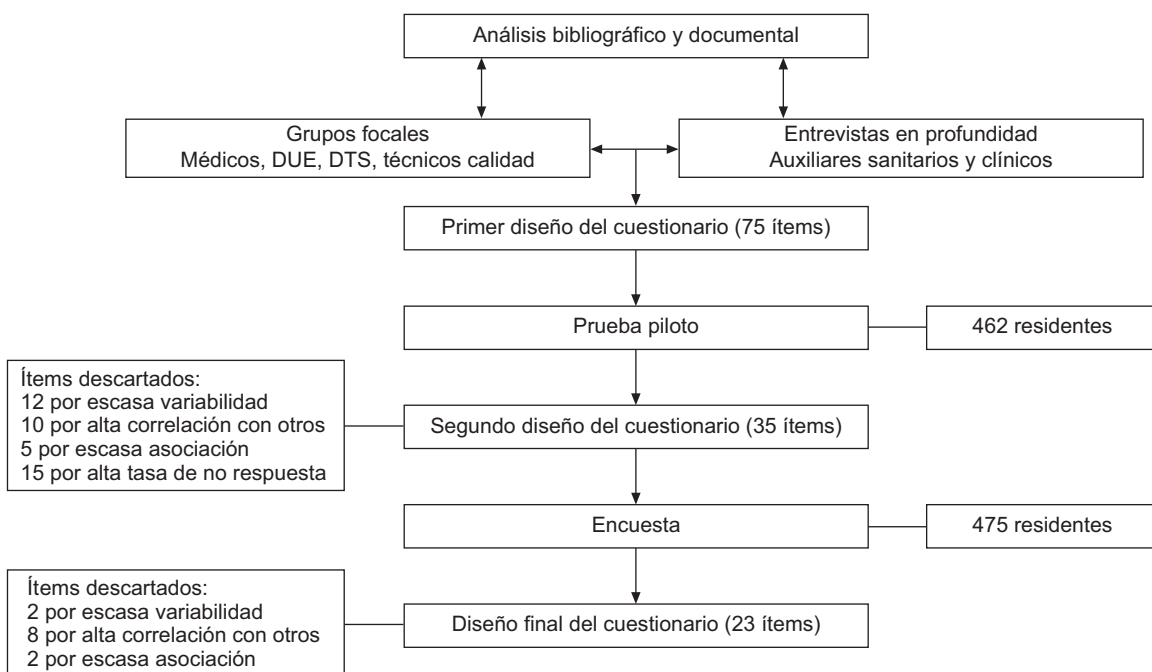 Análisis bibliográfico y documental
Grupos focales
Médicos, DUE, DTS, técnicos calidad
Entrevistas en profundidad
Auxiliares sanitarios y clínicos
Primer diseño del cuestionario (75 ítems)
Prueba piloto
462 residentes
Ítems descartados:
12 por escasa variabilidad
10 por alta correlación con otros
5 por escasa asociación
15 por alta tasa de no respuesta
Segundo diseño del cuestionario (35 ítems)
Encuesta
475 residentes
Ítems descartados:
2 por escasa variabilidad
8 por alta correlación con otros
2 por escasa asociación
Diseño final del cuestionario (23 ítems)